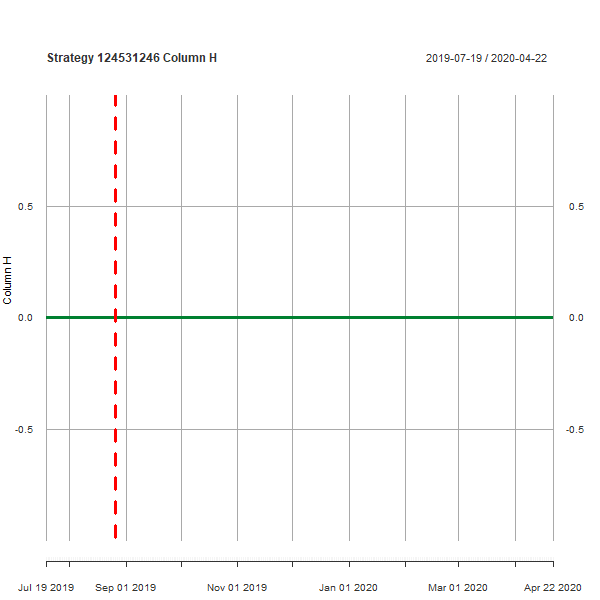 Strategy 124531246 Column H
2019-07-19 / 2020-04-22
0.5
0.5
Column H
0.0
0.0
-0.5
-0.5
Jul 19 2019
Sep 01 2019
Nov 01 2019
Jan 01 2020
Mar 01 2020
Apr 22 2020